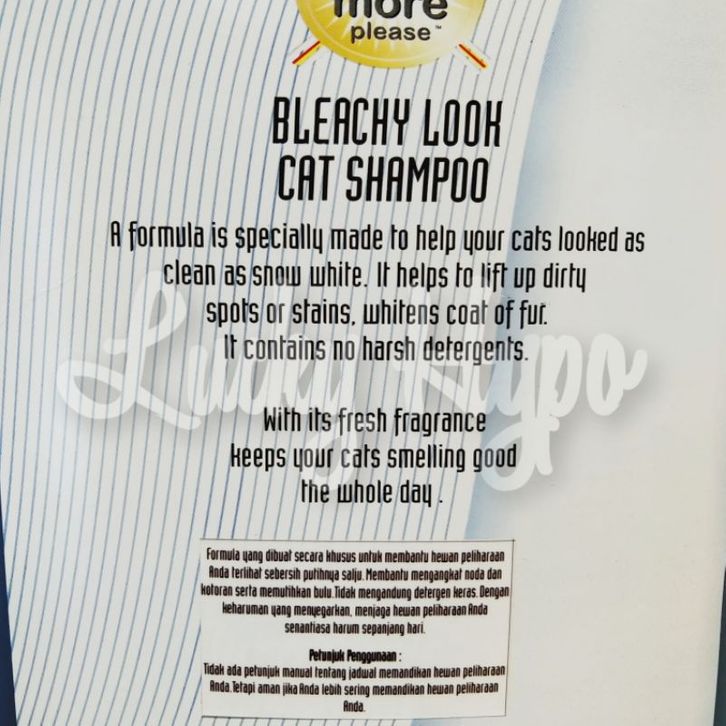 more
please™
BLEACHY LOOK
CAT SHAMPOO
A formula is specially made to help your cats looked as
clean as snow white. It helps to lift up dirty
spots or stains, whitens coat of fur.
It contains no harsh detergents.
Lucky Hypo
With its fresh fragrance
keeps your cats smelling good
the whole day .
Formula yang dibuat secara khusus untuk membantu hewan peliharaan
Anda terlihat sebersih putihnya salju. Membantu mengangkat noda dan
kotoran serta memutihkan bulu. Tidak mengandung detergen keras. Dengan
keharuman yang menyegarkan, menjaga hewan peliharaan Anda
senantiasa harum sepanjang hari.
Petunjuk Penggunaan :
Tidak ada petunjuk manual tentang jadual memandikan hewan peliharaan
Anda. Tetapi aman jika Anda lebih sering memandikan hewan peliharaan
Anda.